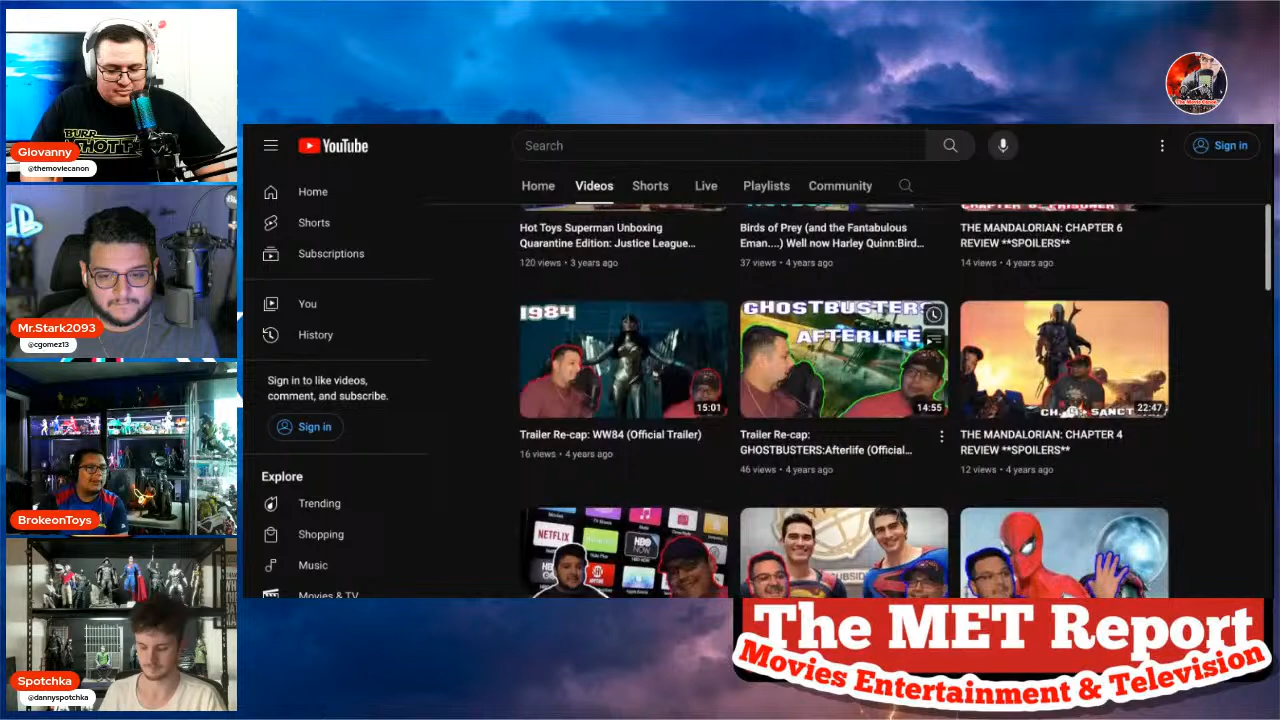 Giovanny
@themoviecanon
Mr.Stark2093
@cgomez13
BrokeonToys
Spotchka
@dannyspotchka
YouTube
Search
Sign in
Home
Videos
Shorts
Live
Playlists
Community
Home
Shorts
Subscriptions
You
History
Sign in to like videos,
comment, and subscribe.
Sign in
Explore
Trending
Shopping
Music
Movies & TV
Hot Toys Superman Unboxing
Quarantine Edition: Justice League...
120 views • 3 years ago
Birds of Prey (and the Fantabulous
Eman....) Well now Harley Quinn:Bird...
37 views • 4 years ago
THE MANDALORIAN: CHAPTER 6
REVIEW **SPOILERS**
14 views • 4 years ago
1984
15:01
Trailer Re-cap: WW84 (Official Trailer)
16 views • 4 years ago
GHOSTBUSTERS
AFTERLIFE
14:55
Trailer Re-cap:
GHOSTBUSTERS:Afterlife (Official...
46 views • 4 years ago
22:47
THE MANDALORIAN: CHAPTER 4
REVIEW **SPOILERS**
12 views • 4 years ago
NETFLIX
HBO
NOW
The MET Report
Movies Entertainment & Television